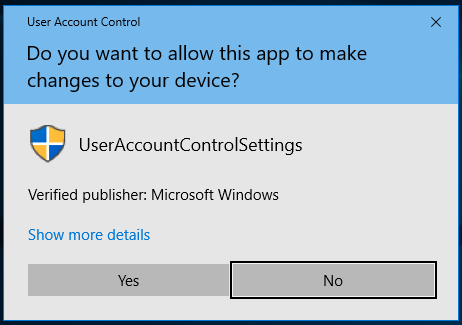 User Account Control
Do you want to allow this app to make
changes to your device?
UserAccountControlSettings
Verified publisher: Microsoft Windows
Show more details
Yes
No